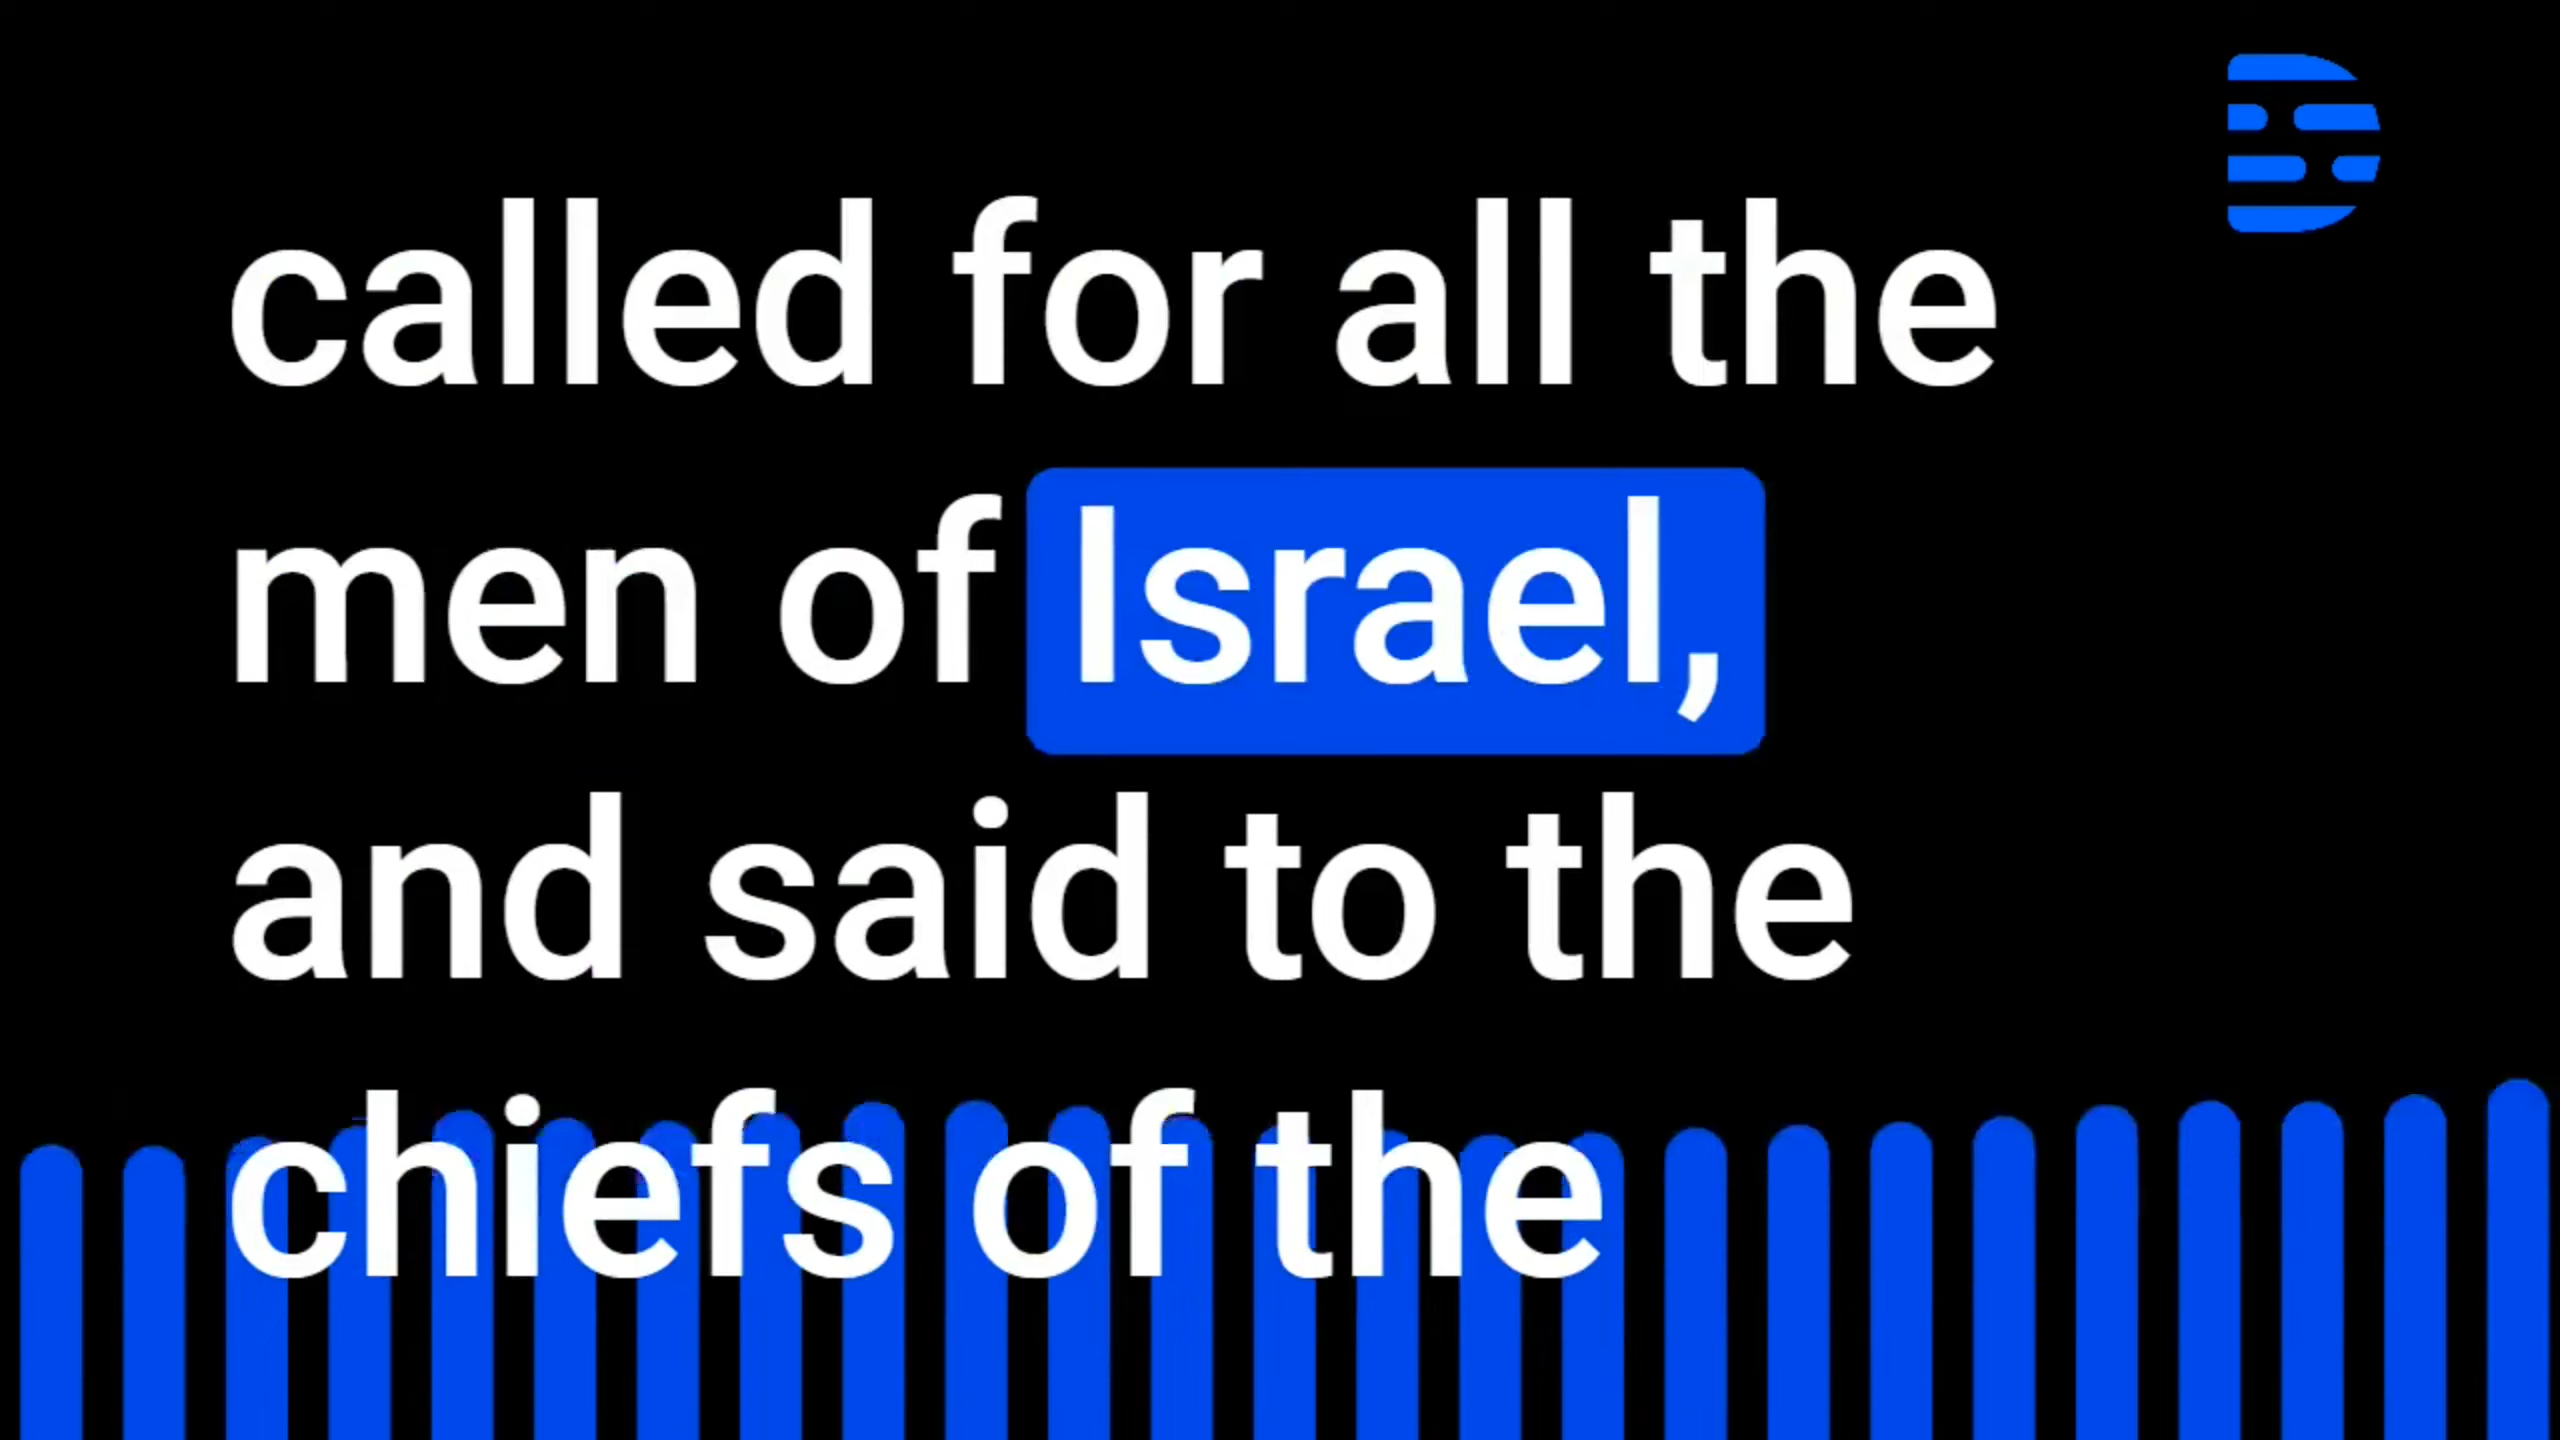 called for all the
men of Israel,
and said to the
chiefs of the